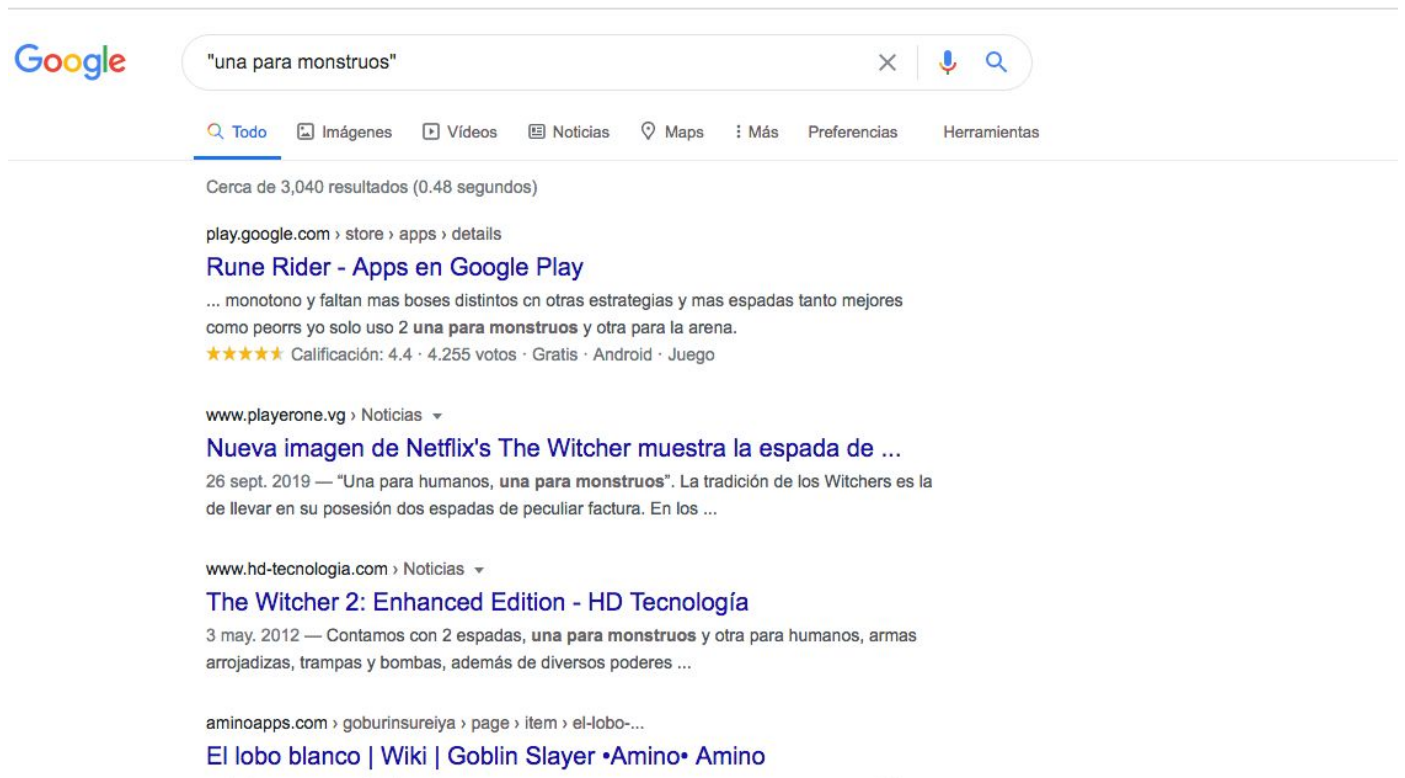 Google
"una para monstruos"
Todo Imágenes Vídeos Noticias Maps Más Preferencias Herramientas
Cerca de 3,040 resultados (0.48 segundos)
play.google.com › store › apps › details
Rune Rider - Apps en Google Play
... monotono y faltan mas boses distintos cn otras estrategias y mas espadas tanto mejores
como peorrs yo solo uso 2 una para monstruos y otra para la arena.
Calificación: 4.4 · 4.255 votos · Gratis · Android · Juego
www.playerone.vg › Noticias
Nueva imagen de Netflix's The Witcher muestra la espada de ...
26 sept. 2019 — “Una para humanos, una para monstruos”. La tradición de los Witchers es la
de llevar en su posesión dos espadas de peculiar factura. En los ...
www.hd-tecnologia.com › Noticias
The Witcher 2: Enhanced Edition - HD Tecnología
3 may. 2012 — Contamos con 2 espadas, una para monstruos y otra para humanos, armas
arrojadizas, trampas y bombas, además de diversos poderes ...
aminoapps.com › goburinsureiya › page › item › el-lobo-...
El lobo blanco | Wiki | Goblin Slayer •Amino• Amino